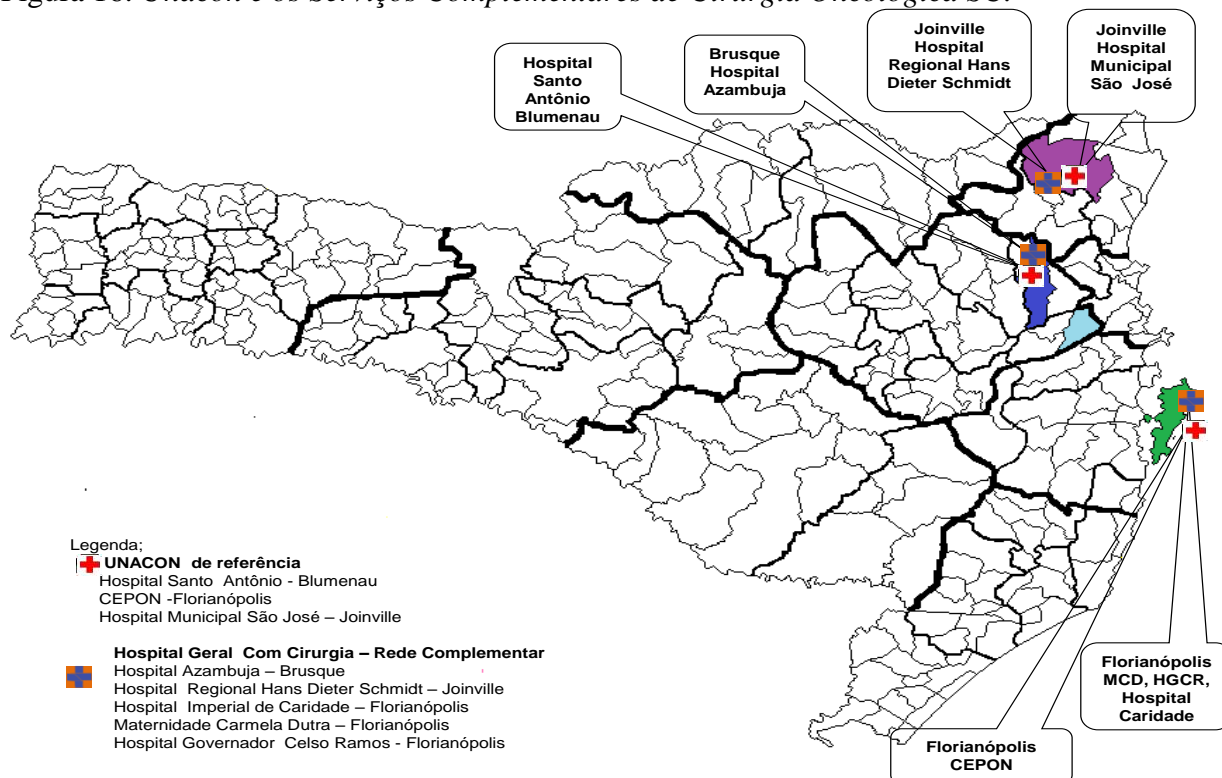 Figura 18: Unacon e os Serviços Complementares de Cirurgia Oncológica SC.
Hospital
Santo
Antônio
Blumenau
Brusque
Hospital
Azambuja
Joinville
Hospital
Regional Hans
Dieter Schmidt
Joinville
Hospital
Municipal
São José
Legenda;
UNACON de referência
Hospital Santo Antônio - Blumenau
CEPON -Florianópolis
Hospital Municipal São José – Joinville
Hospital Geral Com Cirurgia – Rede Complementar
Hospital Azambuja – Brusque
Hospital Regional Hans Dieter Schmidt – Joinville
Hospital Imperial de Caridade – Florianópolis
Maternidade Carmela Dutra – Florianópolis
Hospital Governador Celso Ramos - Florianópolis
Florianópolis
MCD, HGCR,
Hospital
Caridade
Florianópolis
CEPON